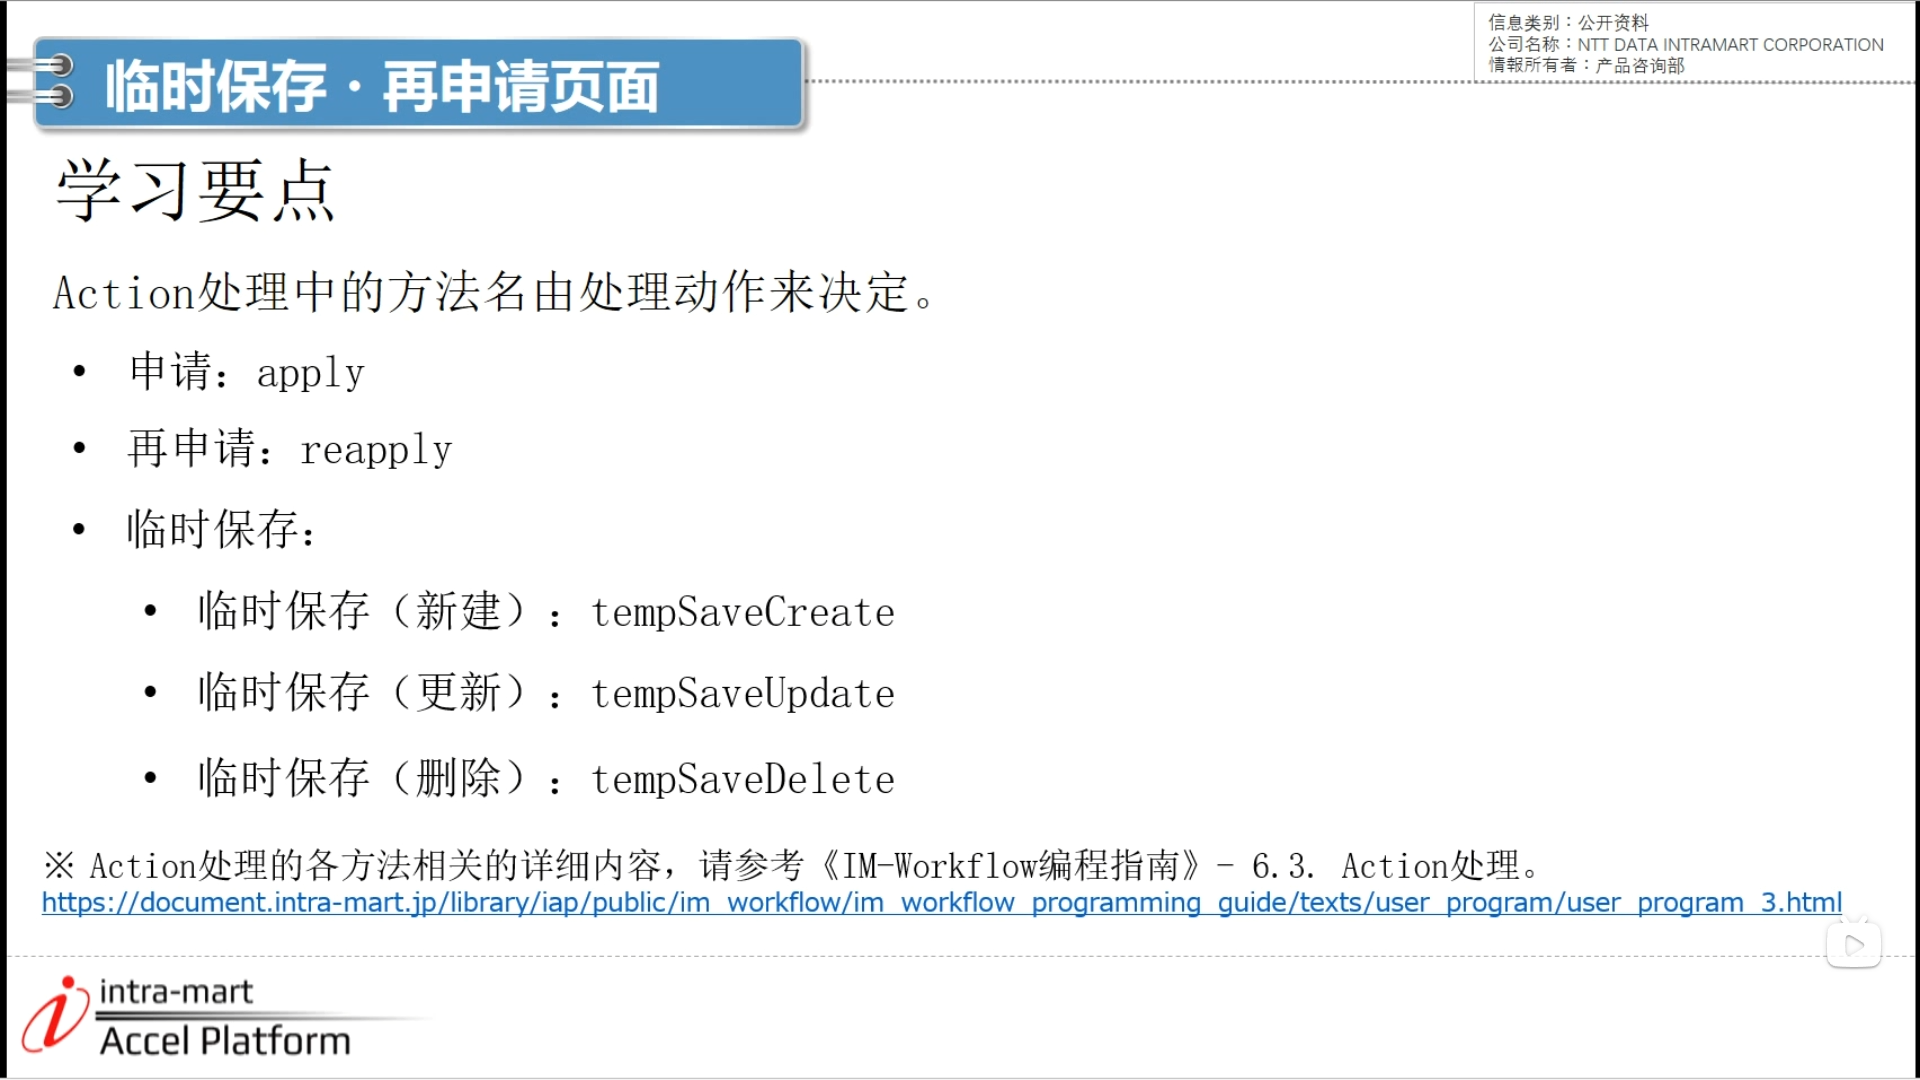 信息类别：公开资料
公司名称：NTT DATA INTRAMART CORPORATION
情報所有者：产品咨询部
临时保存・再申请页面
学习要点
Action处理中的方法名由处理动作来决定。
• 申请：apply
• 再申请：reapply
• 临时保存：
• 临时保存（新建）：tempSaveCreate
• 临时保存（更新）：tempSaveUpdate
• 临时保存（删除）：tempSaveDelete
※ Action处理的各方法相关的详细内容，请参考《IM-Workflow编程指南》- 6.3. Action处理。
https://document.intra-mart.jp/library/iap/public/im_workflow/im_workflow_programming_guide/texts/user_program/user_program_3.html
intra-mart
Accel Platform